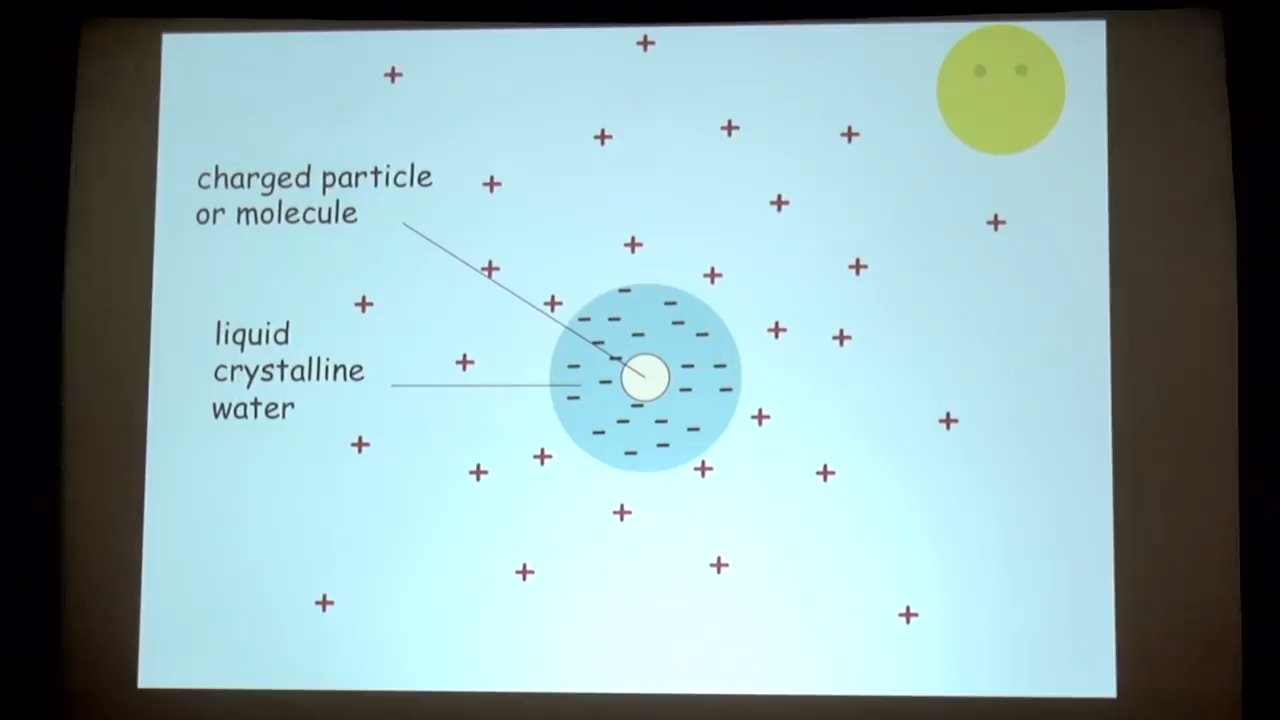 charged particle
or molecule
liquid
crystalline
water